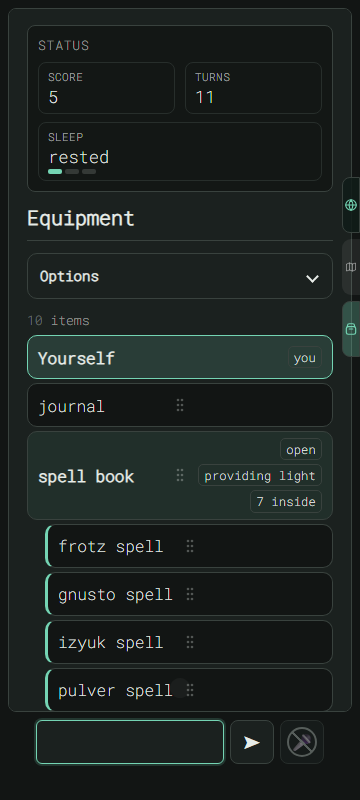 STATUS
SCORE
5
TURNS
11
SLEEP
rested
Equipment
Options
10 items
Yourself
you
journal
spell book
open
providing light
7 inside
frotz spell
gnusto spell
izyuk spell
pulver spell